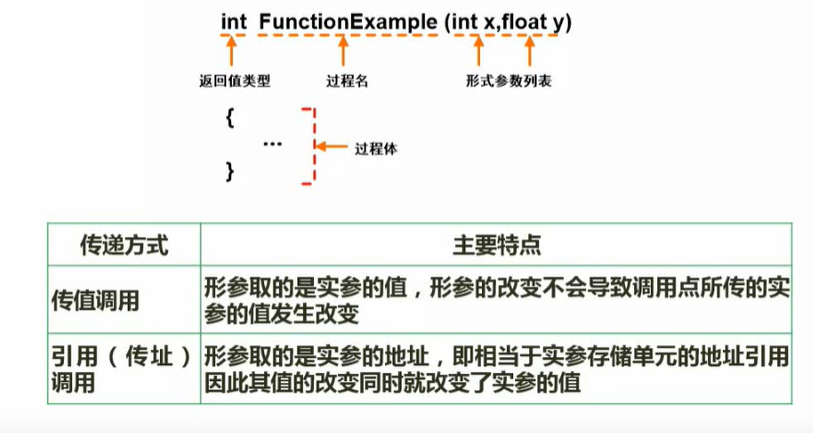 int FunctionExample (int x,float y)
返回值类型 过程名 形式参数列表
{
… 过程体
}
传递方式 主要特点
传值调用 形参取的是实参的值，形参的改变不会导致调用点所传的实
参的值发生改变
引用（传址） 形参取的是实参的地址，即相当于实参存储单元的地址引用
调用 因此其值的改变同时就改变了实参的值